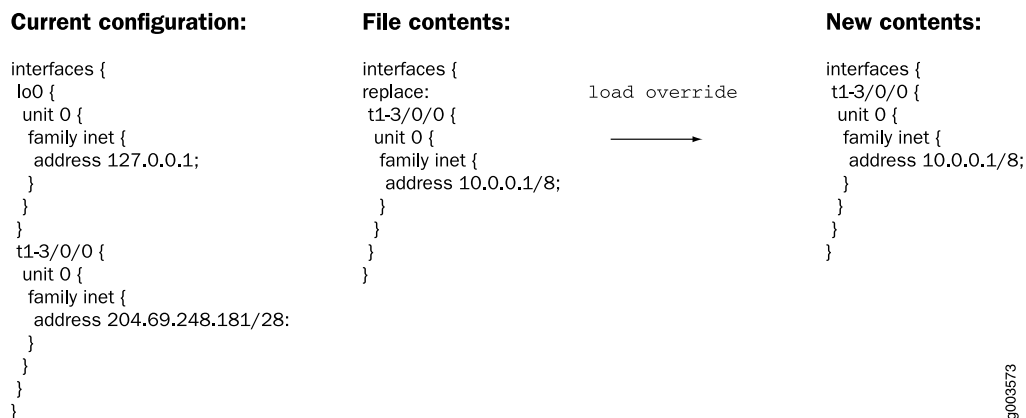 Current configuration:
interfaces {
lo0 {
unit 0 {
family inet {
address 127.0.0.1;
}
}
}
t1-3/0/0 {
unit 0 {
family inet {
address 204.69.248.181/28:
}
}
}
}
File contents:
interfaces {
replace:
t1-3/0/0 {
unit 0 {
family inet {
address 10.0.0.1/8;
}
}
}
}
load override
New contents:
interfaces {
t1-3/0/0 {
unit 0 {
family inet {
address 10.0.0.1/8;
}
}
}
}
g003573